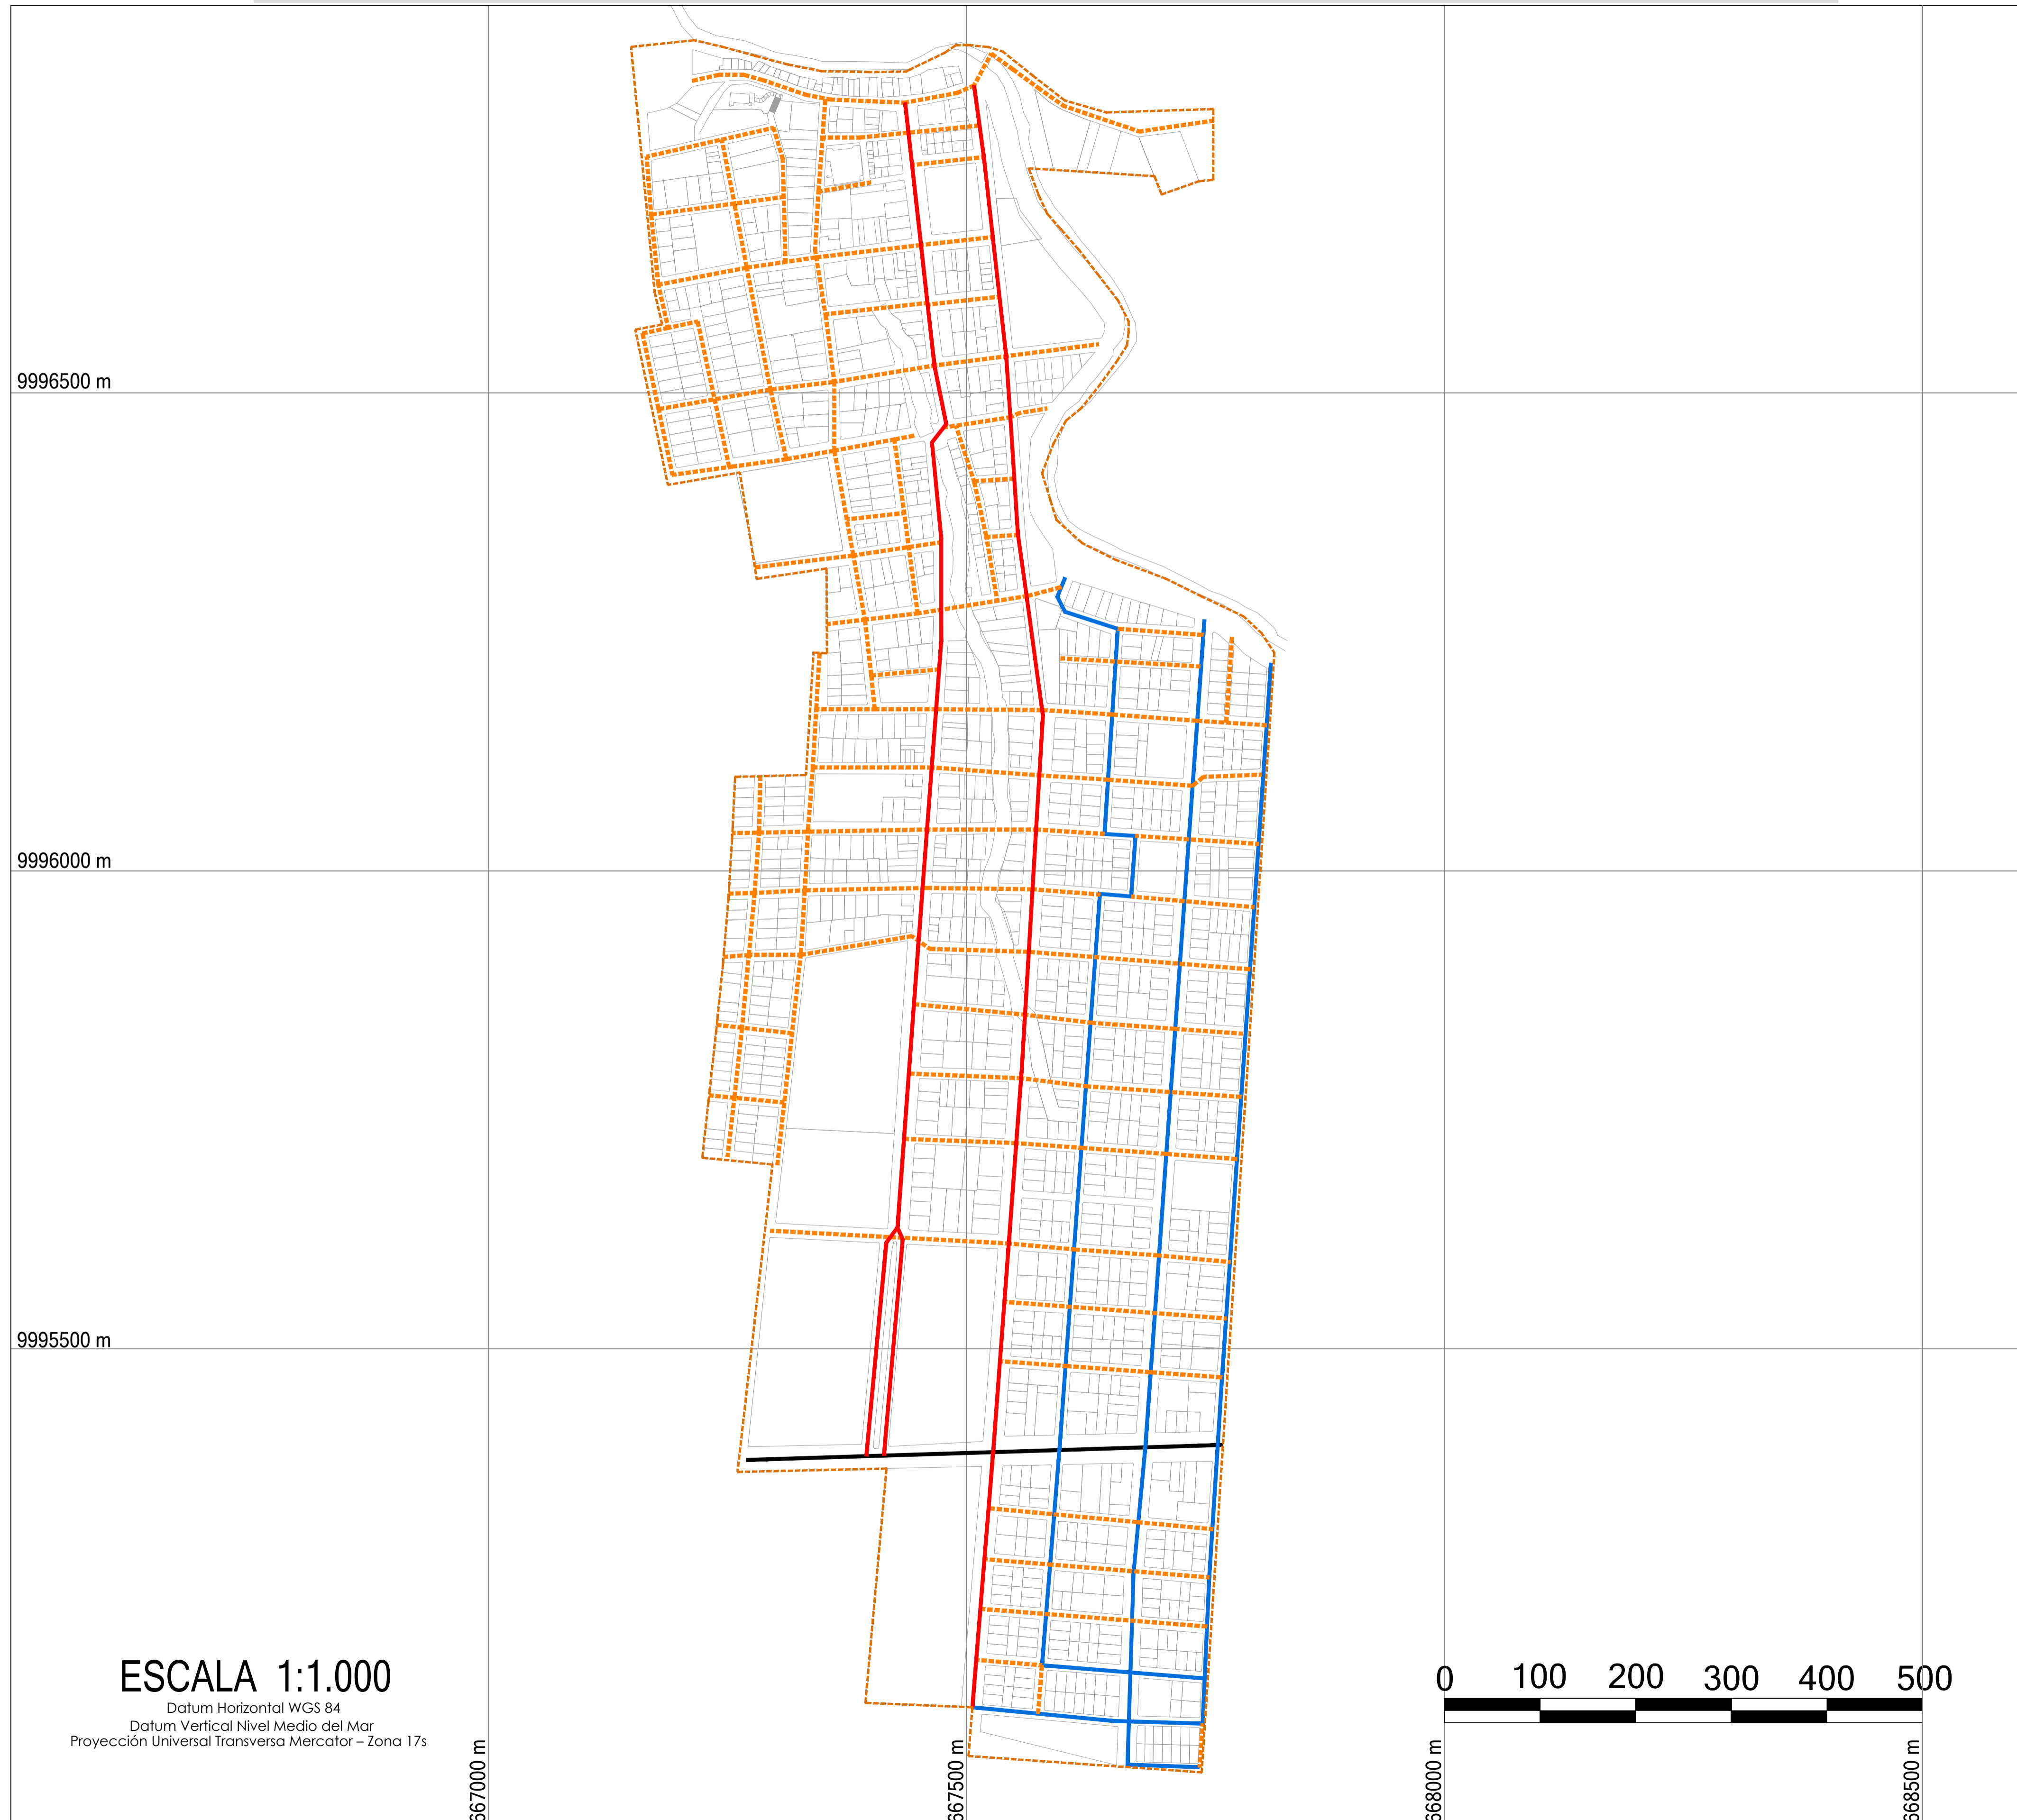 9996500 m
9996000 m
9995500 m
ESCALA 1:1.000
Datum Horizontal WGS 84
Datum Vertical Nivel Medio del Mar
Proyección Universal Transversa Mercator – Zona 17s
0 100 200 300 400 500
667000 m
667500 m
668000 m
668500 m